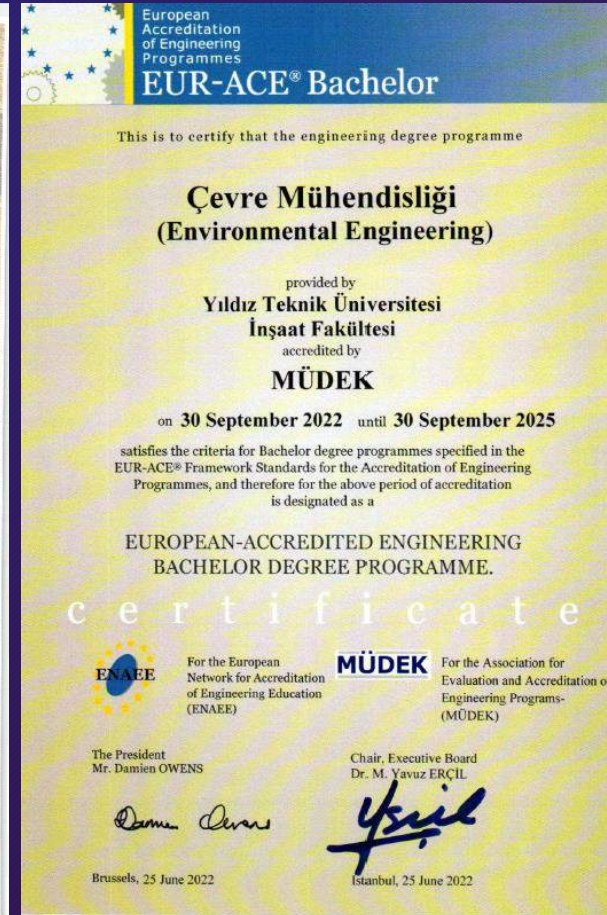 European
Accreditation
of Engineering
Programmes
EUR-ACE® Bachelor
This is to certify that the engineering degree programme
Çevre Mühendisliği
(Environmental Engineering)
provided by
Yıldız Teknik Üniversitesi
İnşaat Fakültesi
accredited by
MÜDEK
on 30 September 2022 until 30 September 2025
satisfies the criteria for Bachelor degree programmes specified in the
EUR-ACE® Framework Standards for the Accreditation of Engineering
Programmes, and therefore for the above period of accreditation
is designated as a
EUROPEAN-ACCREDITED ENGINEERING
BACHELOR DEGREE PROGRAMME.
certificate
ENAEE
For the European
Network for Accreditation
of Engineering Education
(ENAEE)
MÜDEK
For the Association for
Evaluation and Accreditation o
Engineering Programs-
(MÜDEK)
The President
Mr. Damien OWENS
Chair, Executive Board
Dr. M. Yavuz ERÇİL
Damien Owens
Brussels, 25 June 2022
Istanbul, 25 June 2022